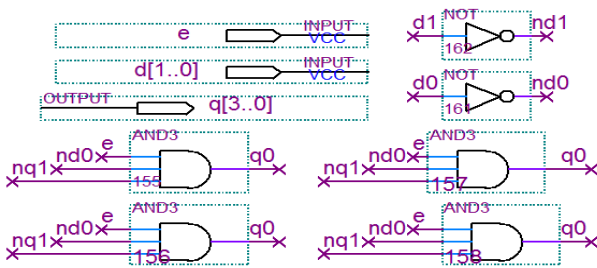 e INPUT VCC
d[1..0] INPUT VCC
OUTPUT q[3..0]
d1 NOT nd1
162
d0 NOT nd0
161
AND3
nq1 nd0 e q0
155
AND3
nq1 nd0 e q0
157
AND3
nq1 nd0 e q0
156
AND3
nq1 nd0 e q0
158